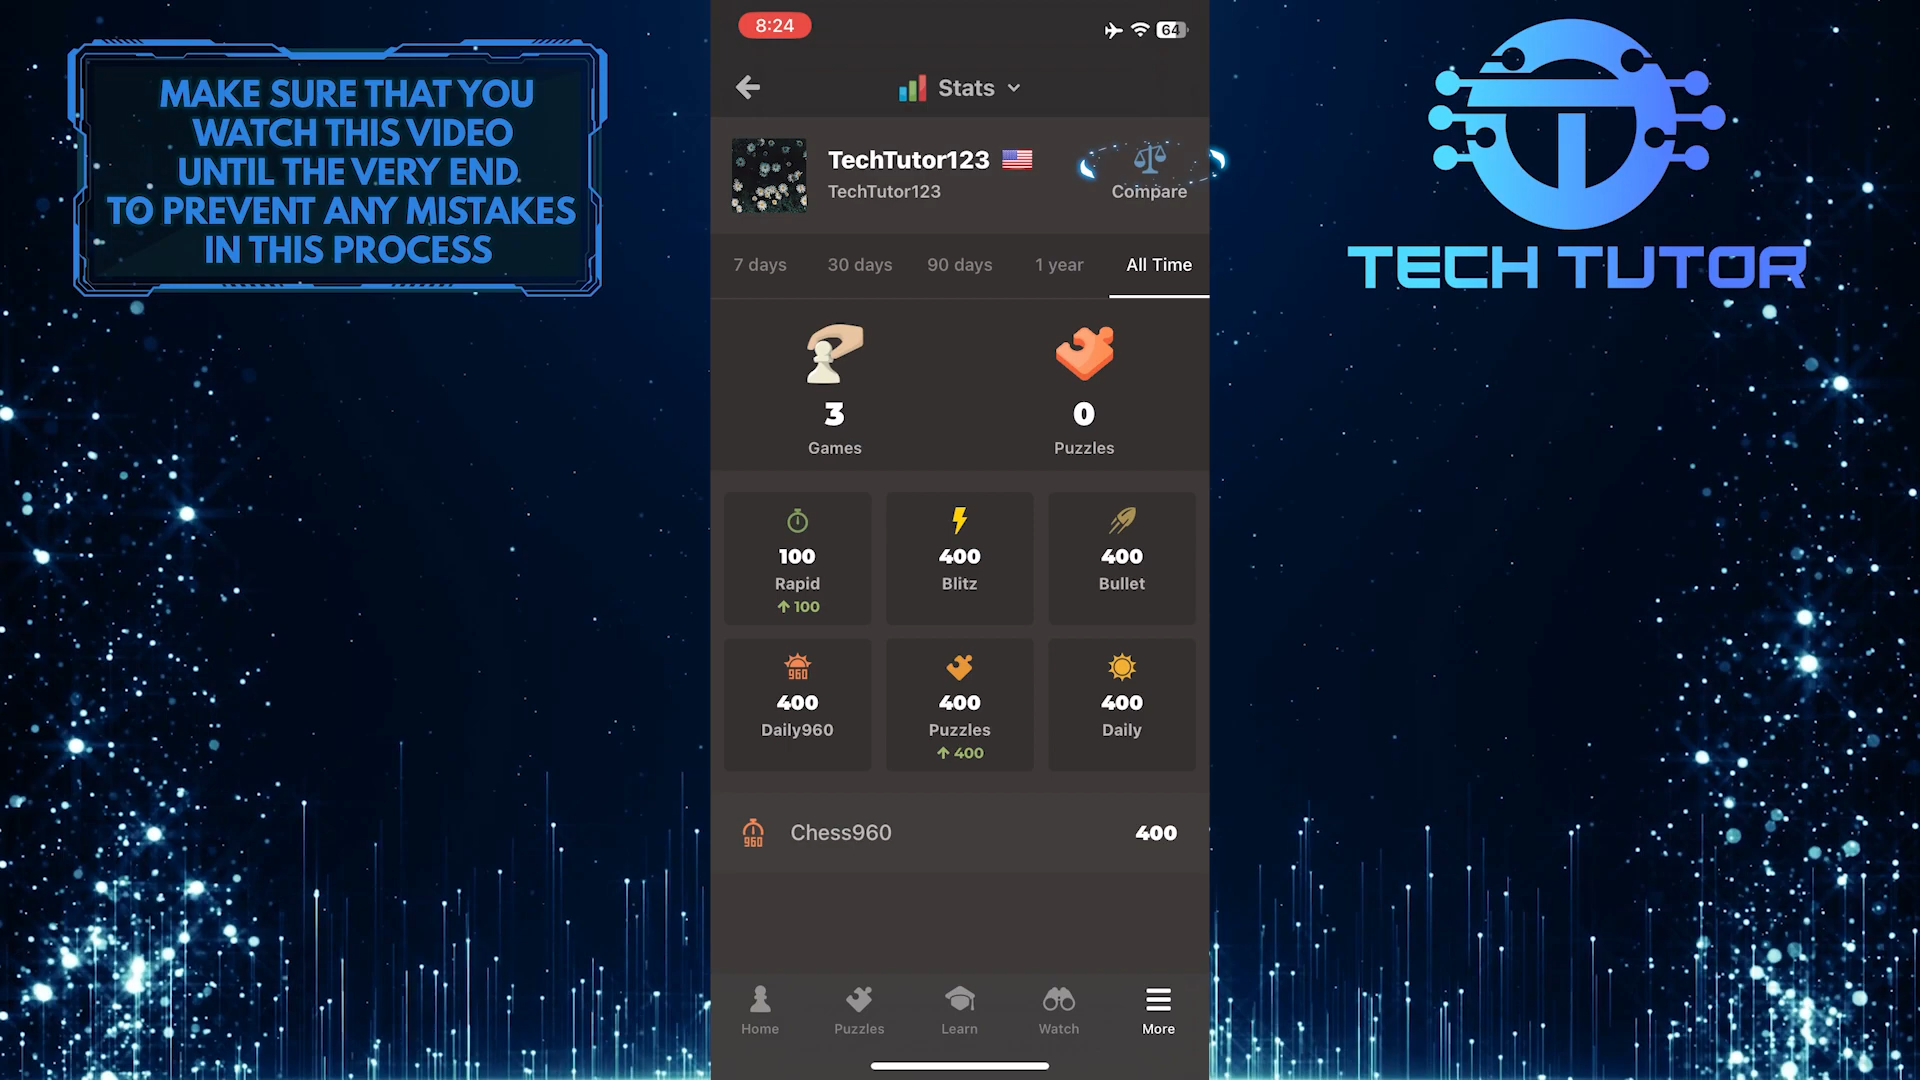 MAKE SURE THAT YOU
WATCH THIS VIDEO
UNTIL THE VERY END
TO PREVENT ANY MISTAKES
IN THIS PROCESS
8:24
64
Stats
TechTutor123
TechTutor123
Compare
7 days 30 days 90 days 1 year All Time
3 0
Games Puzzles
100 400 400
Rapid Blitz Bullet
100
960
400 400 400
Daily960 Puzzles Daily
400
960 Chess960 400
Home Puzzles Learn Watch More
TECH TUTOR